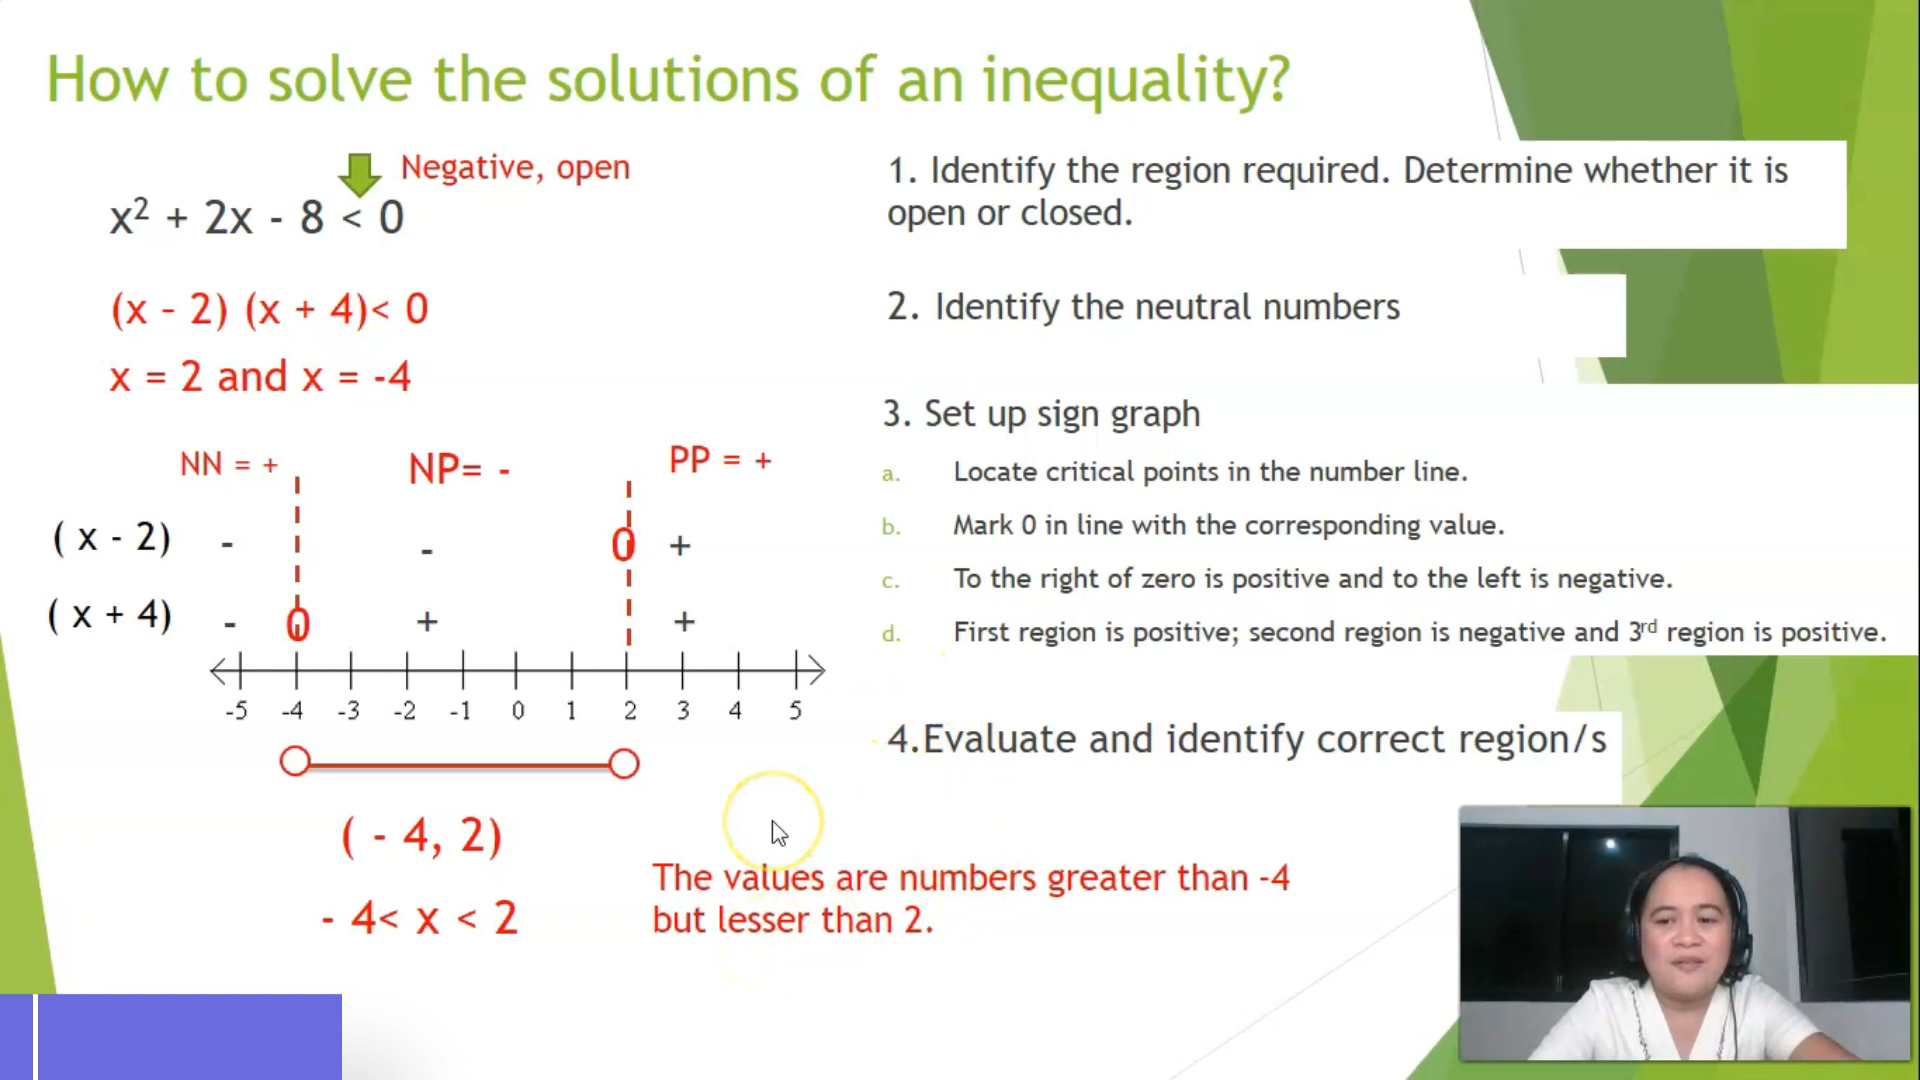 How to solve the solutions of an inequality?
Negative, open
x² + 2x - 8 < 0
(x - 2) (x + 4)< 0
x = 2 and x = -4
NN = + NP= - PP = +
( x - 2) - - 0 +
( x + 4) - 0 + +
-5 -4 -3 -2 -1 0 1 2 3 4 5
( - 4, 2)
- 4< x < 2
The values are numbers greater than -4
but lesser than 2.
1. Identify the region required. Determine whether it is
open or closed.
2. Identify the neutral numbers
3. Set up sign graph
a. Locate critical points in the number line.
b. Mark 0 in line with the corresponding value.
c. To the right of zero is positive and to the left is negative.
d. First region is positive; second region is negative and 3rd region is positive.
4.Evaluate and identify correct region/s